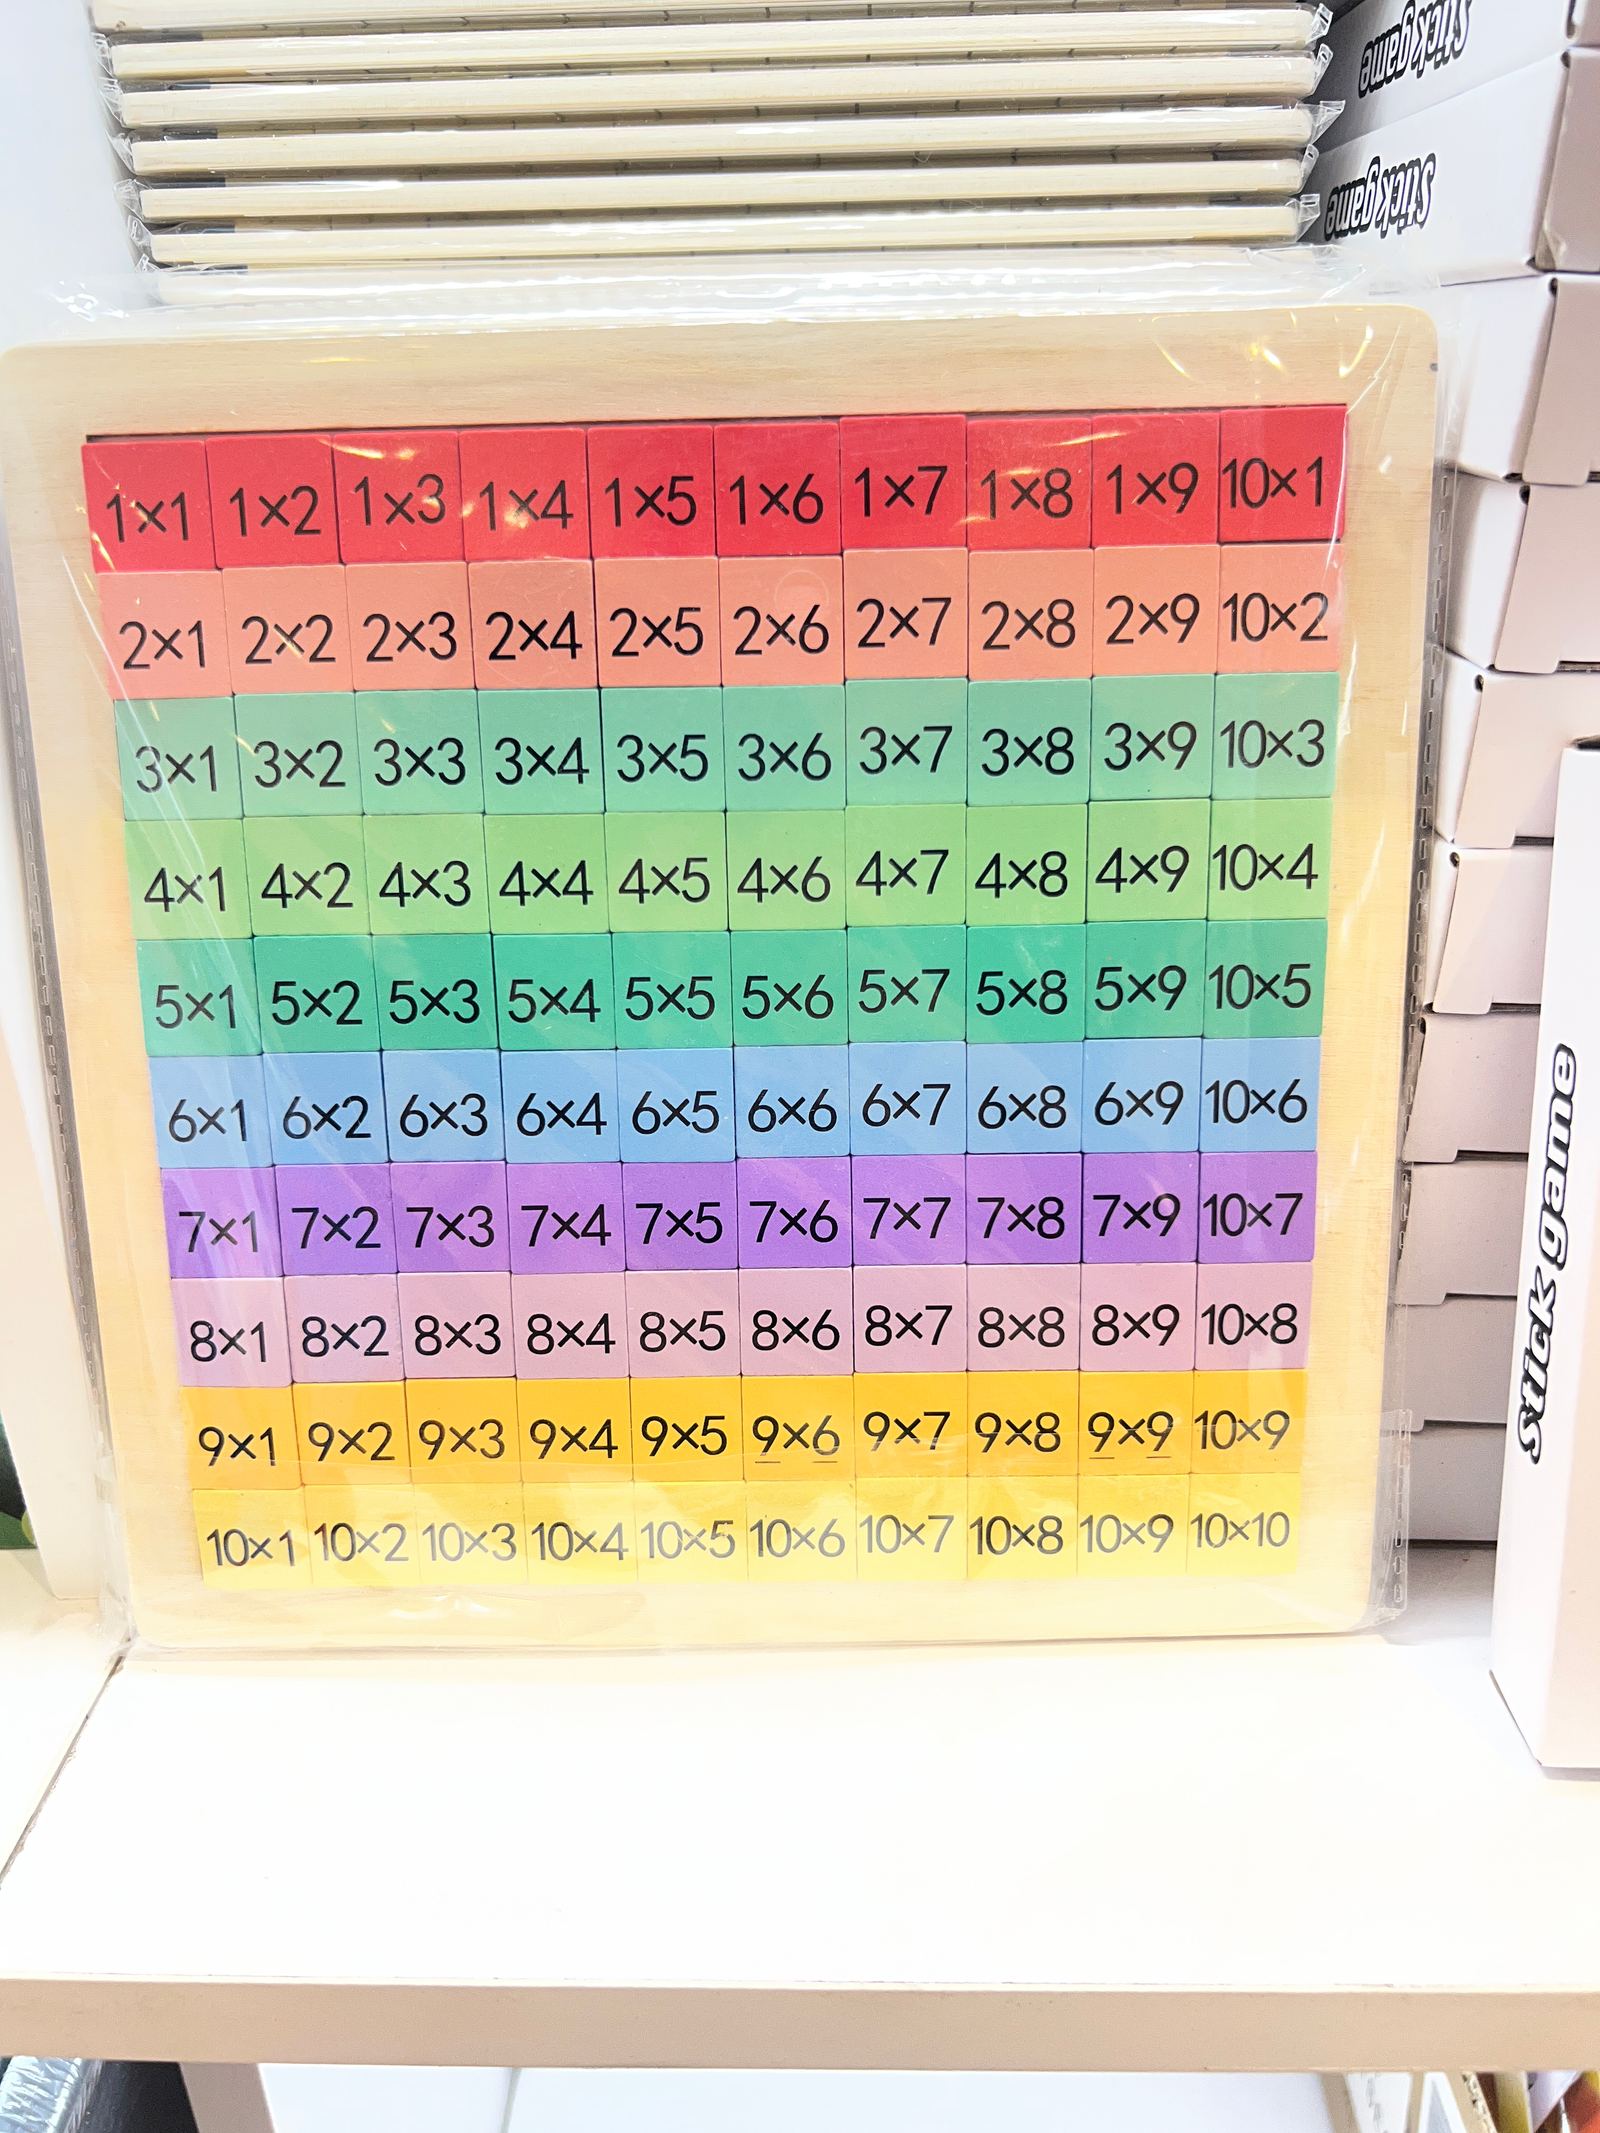 Stick game
Stick game
1×1 1×2 1×3 1×4 1×5 1×6 1×7 1×8 1×9 10×1
2×1 2×2 2×3 2×4 2×5 2×6 2×7 2×8 2×9 10×2
3×1 3×2 3×3 3×4 3×5 3×6 3×7 3×8 3×9 10×3
4×1 4×2 4×3 4×4 4×5 4×6 4×7 4×8 4×9 10×4
5×1 5×2 5×3 5×4 5×5 5×6 5×7 5×8 5×9 10×5
6×1 6×2 6×3 6×4 6×5 6×6 6×7 6×8 6×9 10×6
7×1 7×2 7×3 7×4 7×5 7×6 7×7 7×8 7×9 10×7
8×1 8×2 8×3 8×4 8×5 8×6 8×7 8×8 8×9 10×8
9×1 9×2 9×3 9×4 9×5 9×6 9×7 9×8 9×9 10×9
10×1 10×2 10×3 10×4 10×5 10×6 10×7 10×8 10×9 10×10
Stick game